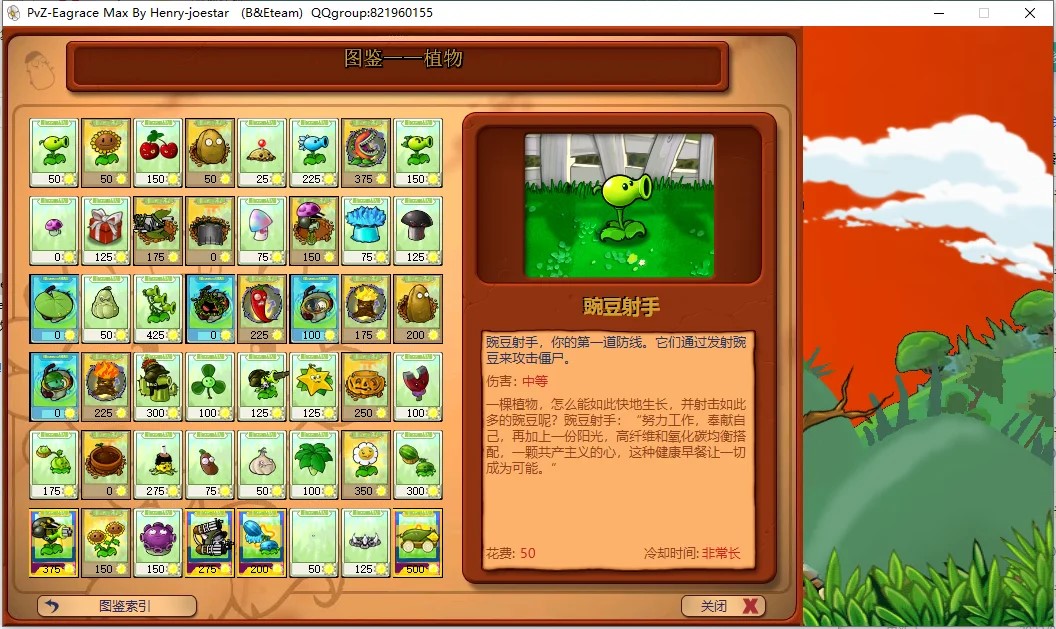 PvZ-Eagrace Max By Henry-joestar (B&Eteam) QQgroup:821960155
图鉴——植物
50 50 150 50 25 225 375 150
0 125 175 0 75 150 75 125
0 50 425 0 225 100 175 200
0 225 300 100 125 125 250 100
175 0 275 75 50 100 350 300
375 150 150 275 200 50 125 500
豌豆射手
豌豆射手，你的第一道防线。它们通过发射豌
豆来攻击僵尸。
伤害: 中等
一棵植物，怎么能如此快地生长，并射击如此
多的豌豆呢？豌豆射手：“努力工作，奉献自
己，再加上一份阳光，高纤维和氧化碳均衡搭
配，一颗共产主义的心，这种健康早餐让一切
成为可能。“
花费: 50 冷却时间: 非常长
图鉴索引
关闭 X